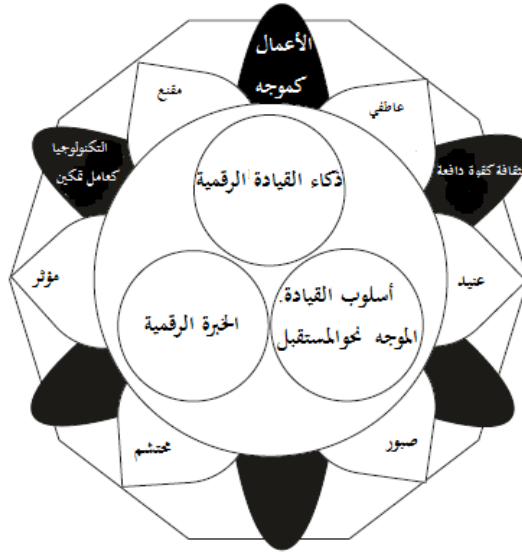 الأعمال
كموجه
مقنع
عاطفي
التكنولوجيا
كعامل تمكين
ثقافة كقوة دافعة
ذكاء القيادة الرقمية
مؤثر
عنيد
أسلوب القيادة.
الموجه نحوالمستقبل
الخبرة الرقمية
محتشم
صبور